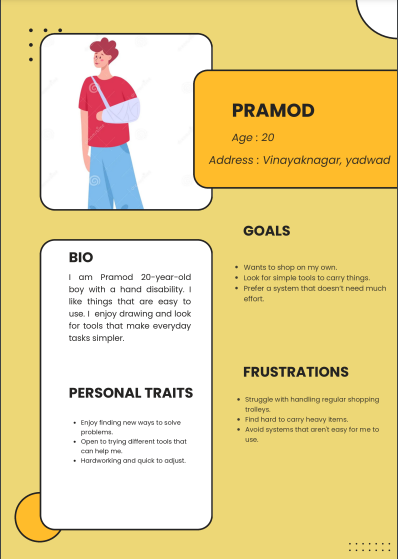 PRAMOD
Age : 20
Address : Vinayaknagar, yadwad
BIO
I am Pramod 20-year-old
boy with a hand disability. I
like things that are easy to
use. I enjoy drawing and look
for tools that make everyday
tasks simpler.
PERSONAL TRAITS
• Enjoy finding new ways to solve
problems.
• Open to trying different tools that
can help me.
• Hardworking and quick to adjust.
GOALS
• Wants to shop on my own.
• Look for simple tools to carry things.
• Prefer a system that doesn't need much
effort.
FRUSTRATIONS
• Struggle with handling regular shopping
trolleys.
• Find hard to carry heavy items.
• Avoid systems that aren't easy for me to
use.